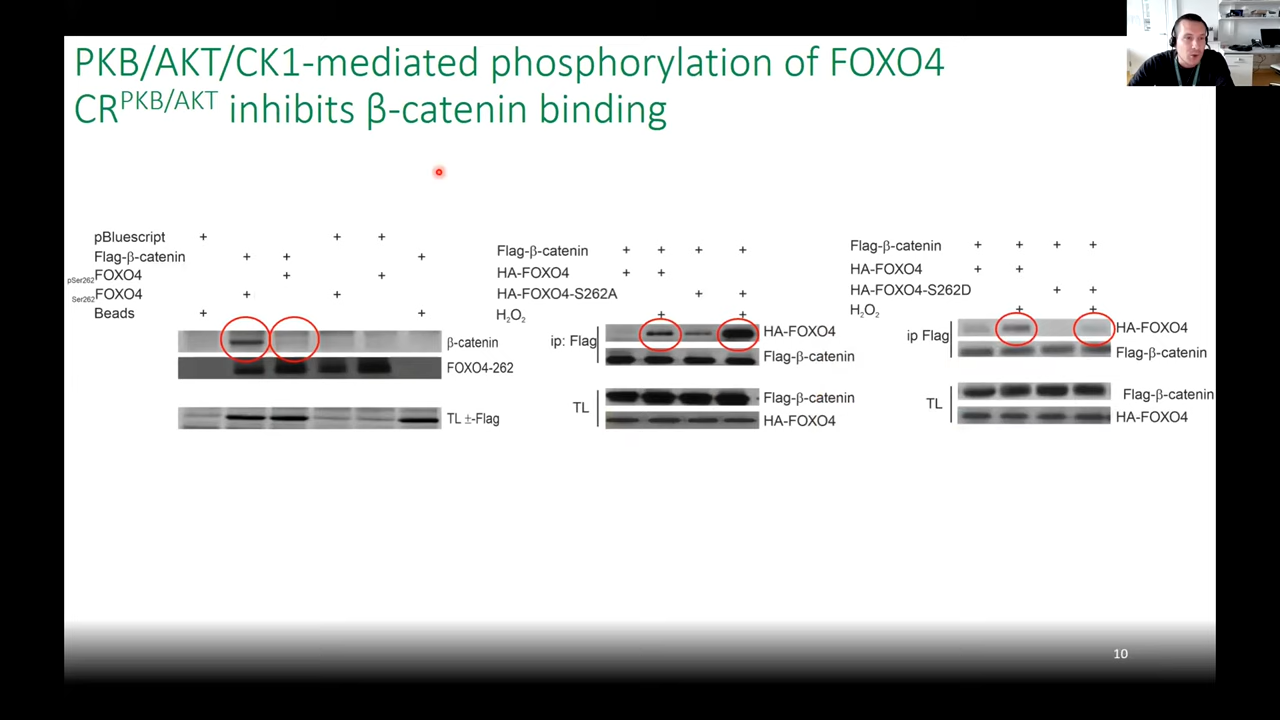 PKB/AKT/CK1-mediated phosphorylation of FOXO4
CRPKB/AKT inhibits β-catenin binding
pBluescript + + +
Flag-β-catenin + + +
pSer262FOXO4 + +
Ser262FOXO4 + +
Beads + +
β-catenin
FOXO4-262
TL ±-Flag
Flag-β-catenin + + + +
HA-FOXO4 + +
HA-FOXO4-S262A + +
H2O2 + +
ip: Flag
HA-FOXO4
Flag-β-catenin
TL
Flag-β-catenin
HA-FOXO4
Flag-β-catenin + + + +
HA-FOXO4 + +
HA-FOXO4-S262D + +
H2O2 + +
ip Flag
HA-FOXO4
Flag-β-catenin
TL
Flag-β-catenin
HA-FOXO4
10